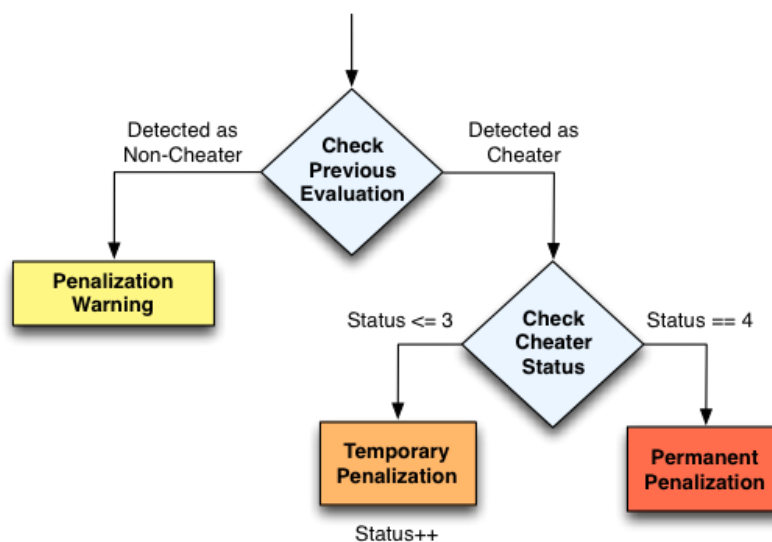 Detected as
Non-Cheater
Check
Previous
Evaluation
Detected as
Cheater
Penalization
Warning
Status <= 3
Check
Cheater
Status
Status == 4
Temporary
Penalization
Permanent
Penalization
Status++